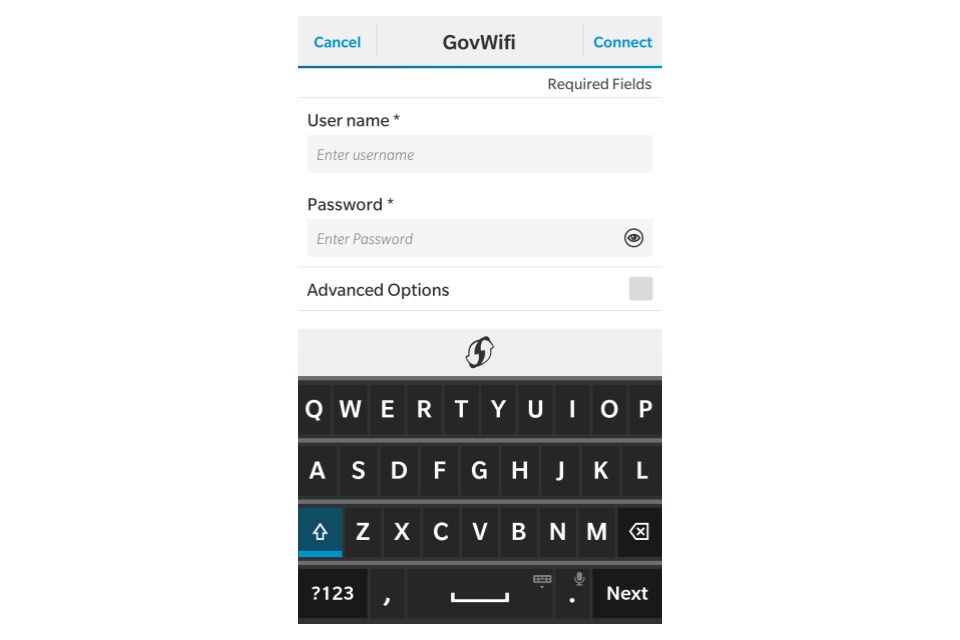 Cancel GovWifi Connect
Required Fields
User name *
Enter username
Password *
Enter Password
Advanced Options
Q W E R T Y U I O P
A S D F G H J K L
Z X C V B N M
?123 , . Next